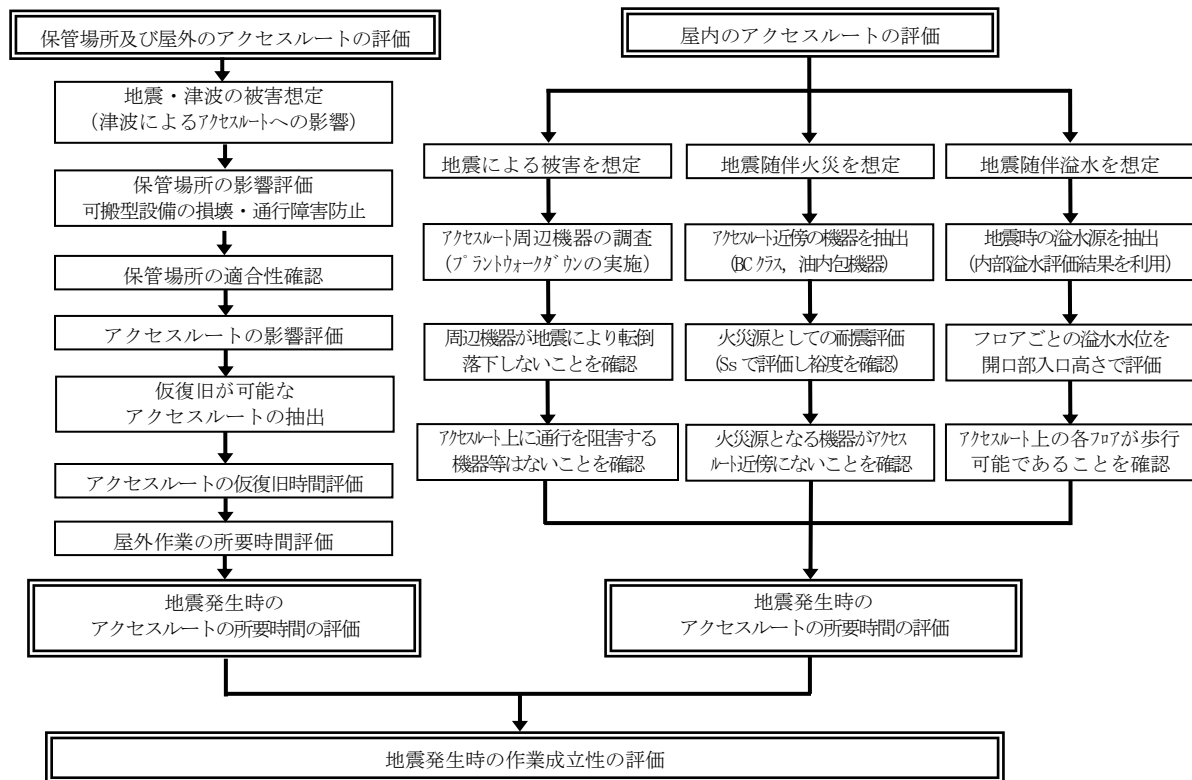 保管場所及び屋外のアクセスルートの評価
地震・津波の被害想定
（津波によるｱｸｾｽﾙｰﾄへの影響）
保管場所の影響評価
可搬型設備の損壊・通行障害防止
保管場所の適合性確認
アクセスルートの影響評価
仮復旧が可能な
アクセスルートの抽出
アクセスルートの仮復旧時間評価
屋外作業の所要時間評価
地震発生時の
アクセスルートの所要時間の評価
屋内のアクセスルートの評価
地震による被害を想定
ｱｸｾｽﾙｰﾄ周辺機器の調査
(ﾌﾟﾗﾝﾄｳｫｰｸﾀﾞｳﾝの実施)
周辺機器が地震により転倒
落下しないことを確認
ｱｸｾｽﾙｰﾄ上に通行を阻害する
機器等はないことを確認
地震随伴火災を想定
ｱｸｾｽﾙｰﾄ近傍の機器を抽出
(BCクラス，油内包機器)
火災源としての耐震評価
(Ssで評価し裕度を確認)
火災源となる機器がｱｸｾｽ
ﾙｰﾄ近傍にないことを確認
地震随伴溢水を想定
地震時の溢水源を抽出
(内部溢水評価結果を利用)
フロアごとの溢水水位を
開口部入口高さで評価
ｱｸｾｽﾙｰﾄ上の各ﾌﾛｱが歩行
可能であることを確認
地震発生時の
アクセスルートの所要時間の評価
地震発生時の作業成立性の評価